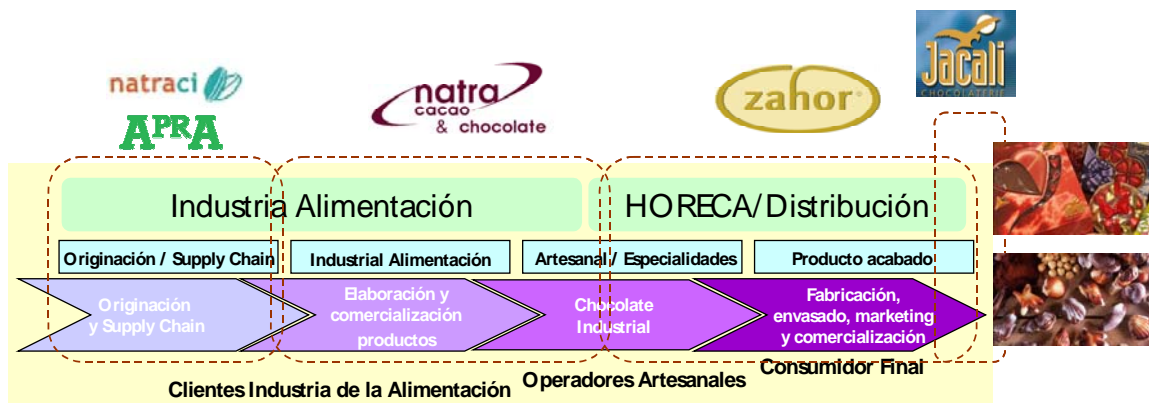 natraci
APRA
natra
cacao
& chocolate
zahor
Jacali
CHOCOLATERIE
Industria Alimentación
HORECA/Distribución
Originación / Supply Chain
Industrial Alimentación
Artesanal / Especialidades
Producto acabado
Originación
y Supply Chain
Elaboración y
comercialización
productos
Chocolate
Industrial
Fabricación,
envasado, marketing
y comercialización
Clientes Industria de la Alimentación
Operadores Artesanales
Consumidor Final